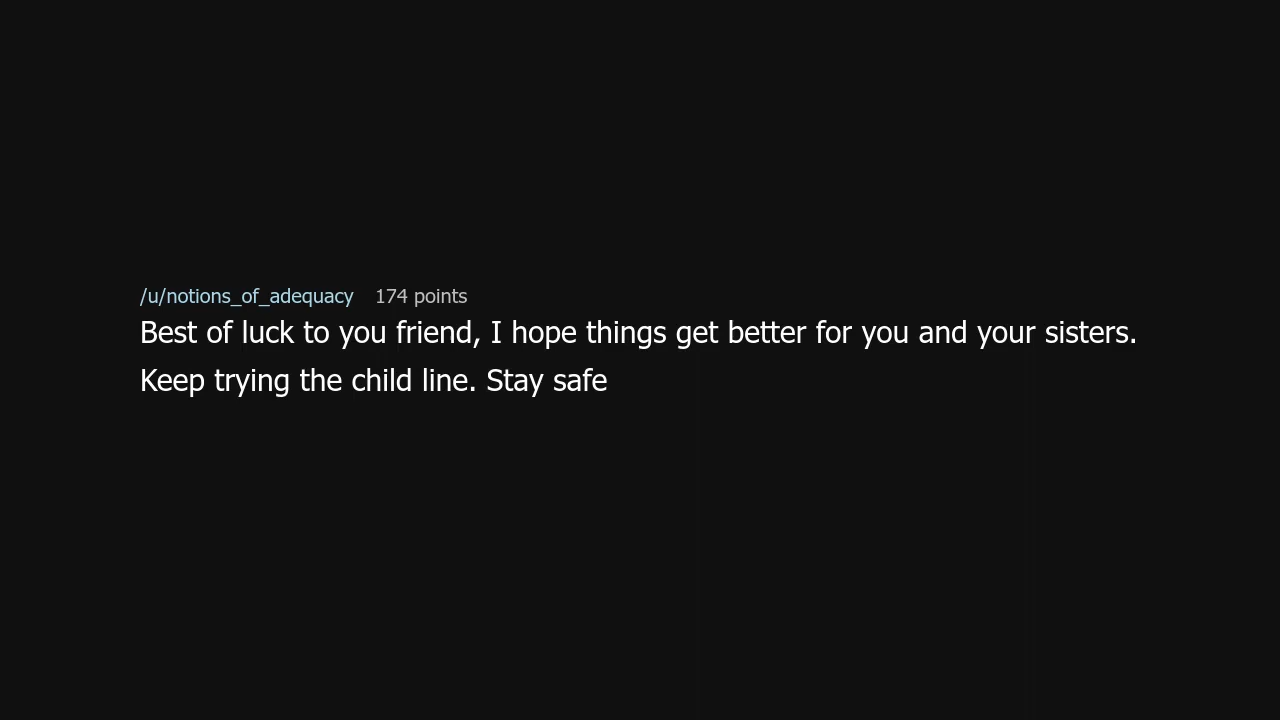 /u/notions_of_adequacy 174 points
Best of luck to you friend, I hope things get better for you and your sisters.
Keep trying the child line. Stay safe